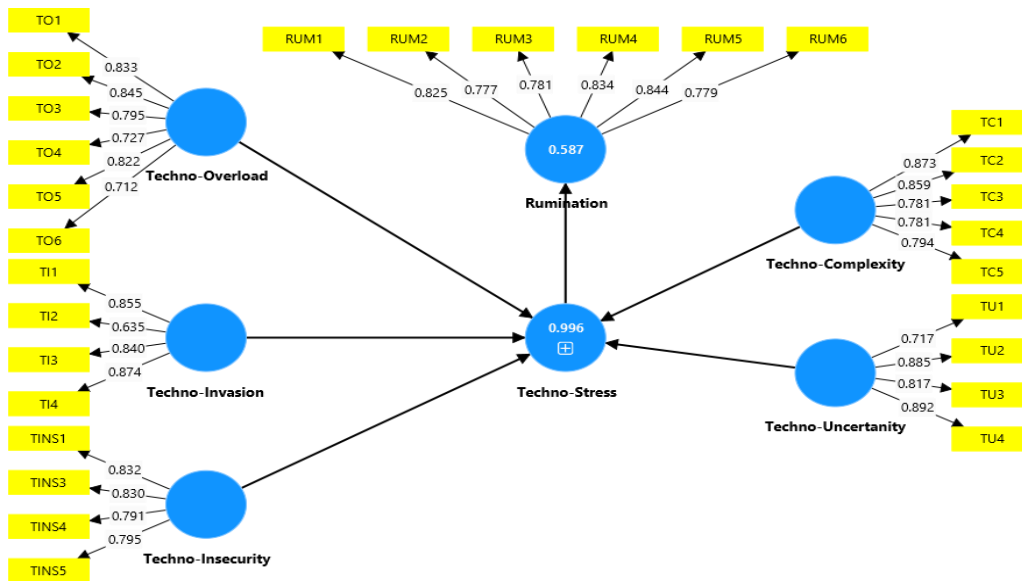 TO1
TO2
TO3
TO4
TO5
TO6
0.833
0.845
0.795
0.727
0.822
0.712
Techno-Overload
TI1
TI2
TI3
TI4
0.855
0.635
0.840
0.874
Techno-Invasion
TINS1
TINS3
TINS4
TINS5
0.832
0.830
0.791
0.795
Techno-Insecurity
RUM1 RUM2 RUM3 RUM4 RUM5 RUM6
0.825 0.777 0.781 0.834 0.844 0.779
0.587
Rumination
0.996
Techno-Stress
TC1
TC2
TC3
TC4
TC5
0.873
0.859
0.781
0.781
0.794
Techno-Complexity
TU1
TU2
TU3
TU4
0.717
0.885
0.817
0.892
Techno-Uncertanity